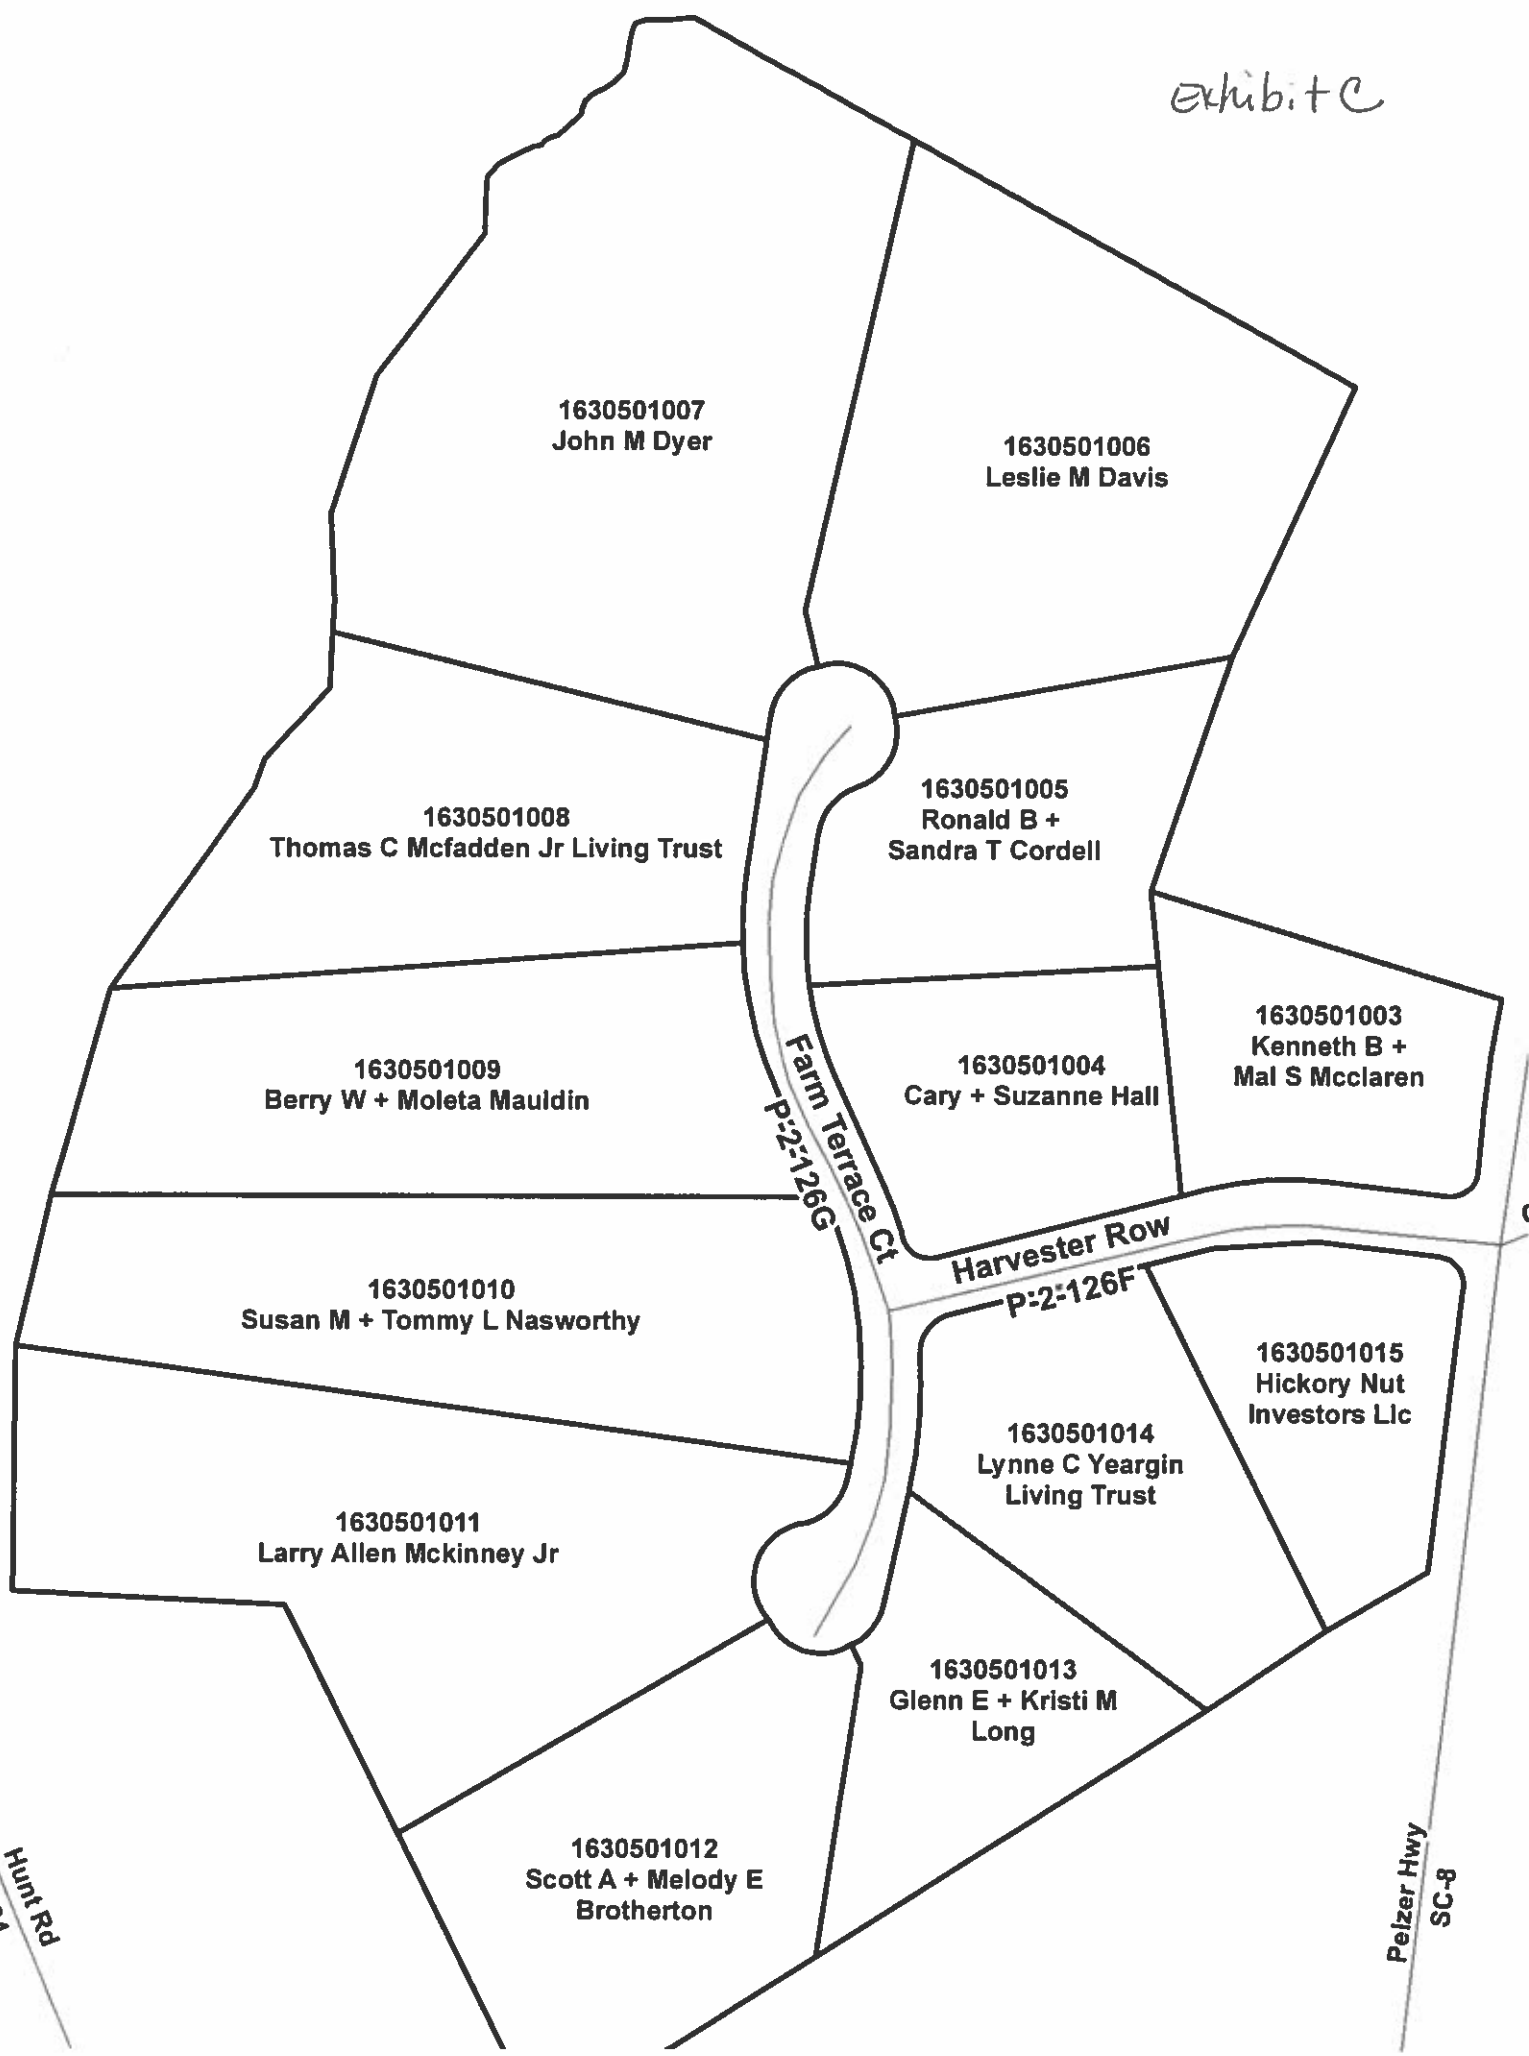 Exhibit C
1630501007
John M Dyer
1630501006
Leslie M Davis
1630501008
Thomas C Mcfadden Jr Living Trust
1630501005
Ronald B +
Sandra T Cordell
1630501003
Kenneth B +
Mal S Mcclaren
1630501009
Berry W + Moleta Mauldin
1630501004
Cary + Suzanne Hall
Farm Terrace Ct
P-2-126G
Harvester Row
P-2-126F
1630501010
Susan M + Tommy L Nasworthy
1630501015
Hickory Nut
Investors Llc
1630501014
Lynne C Yeargin
Living Trust
1630501011
Larry Allen Mckinney Jr
1630501013
Glenn E + Kristi M
Long
1630501012
Scott A + Melody E
Brotherton
Hunt Rd
Pelzer Hwy
SC-8